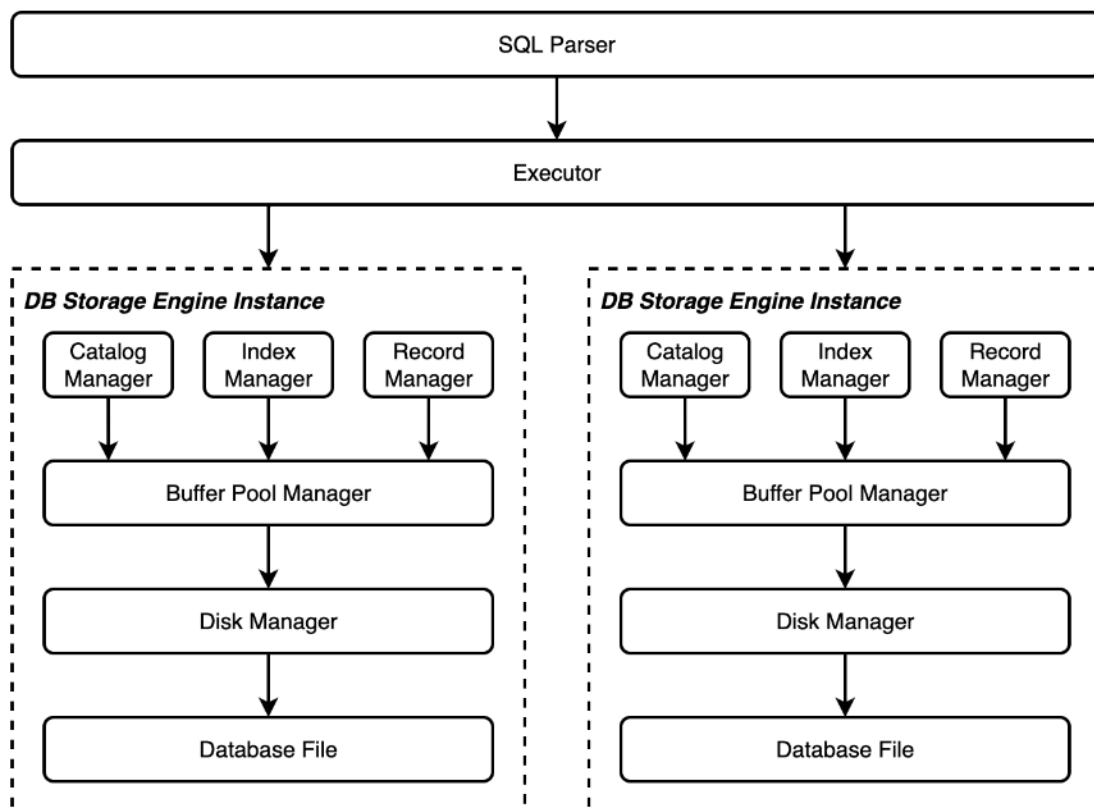 SQL Parser
Executor
DB Storage Engine Instance
Catalog
Manager
Index
Manager
Record
Manager
Buffer Pool Manager
Disk Manager
Database File
DB Storage Engine Instance
Catalog
Manager
Index
Manager
Record
Manager
Buffer Pool Manager
Disk Manager
Database File